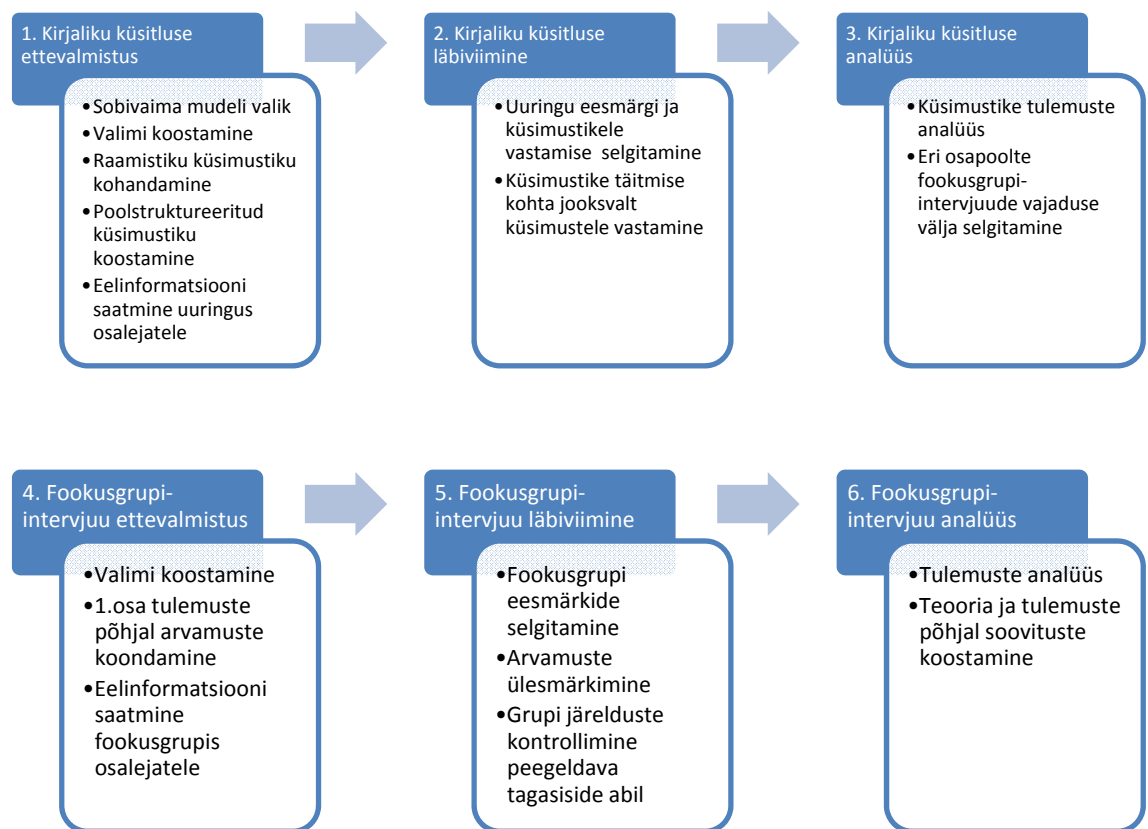 1. Kirjaliku küsitluse
ettevalmistus
•Sobivaima mudeli valik
•Valimi koostamine
•Raamistiku küsimustiku
kohandamine
•Poolstruktureeritud
küsimustiku
koostamine
•Eelinformatsiooni
saatmine uuringus
osalejatele
2. Kirjaliku küsitluse
läbiviimine
•Uuringu eesmärgi ja
küsimustikele
vastamise selgitamine
•Küsimustike täitmise
kohta jooksvalt
küsimustele vastamine
3. Kirjaliku küsitluse
analüüs
•Küsimustike tulemuste
analüüs
•Eri osapoolte
fookusgrupi-
intervjuude vajaduse
välja selgitamine
4. Fookusgrupi-
intervjuu ettevalmistus
•Valimi koostamine
•1.osa tulemuste
põhjal arvamuste
koondamine
•Eelinformatsiooni
saatmine
fookusgrupis
osalejatele
5. Fookusgrupi-
intervjuu läbiviimine
•Fookusgrupi
eesmärkide
selgitamine
•Arvamuste
ülesmärkimine
•Grupi järelduste
kontrollimine
peegeldava
tagasiside abil
6. Fookusgrupi-
intervjuu analüüs
•Tulemuste analüüs
•Teooria ja tulemuste
põhjal soovituste
koostamine